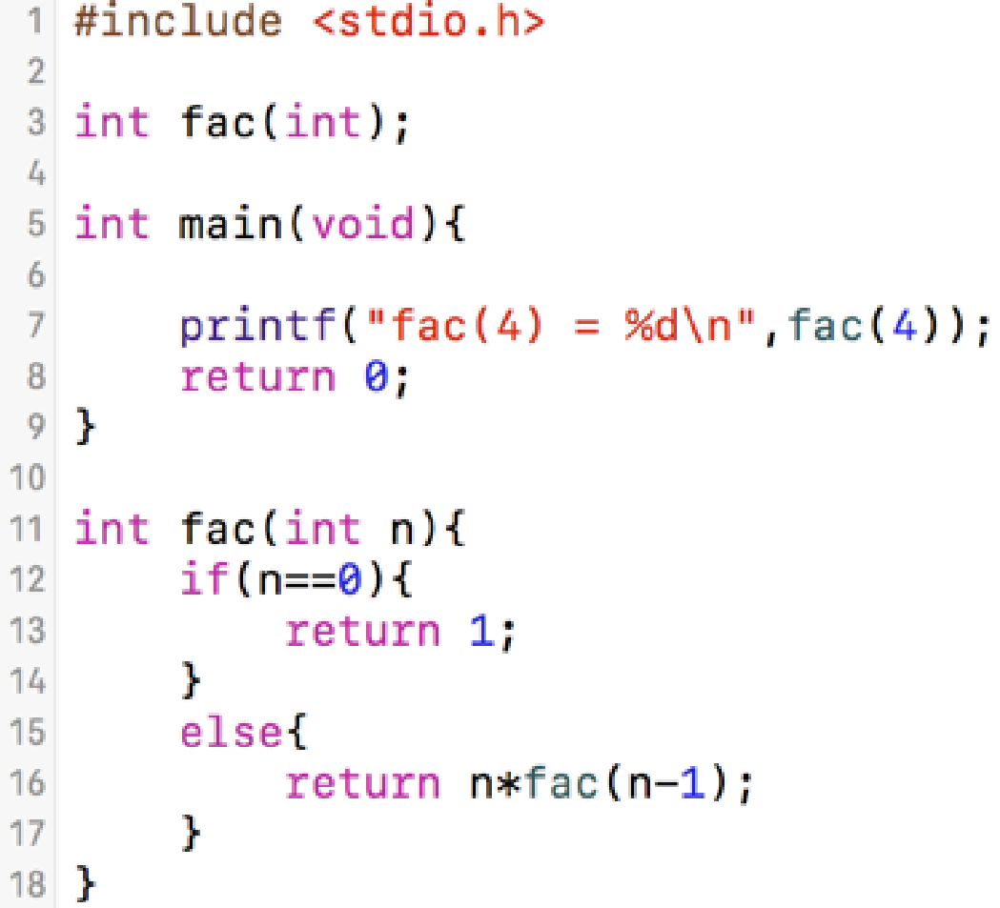 1 #include <stdio.h>
2
3 int fac(int);
4
5 int main(void){
6
7     printf("fac(4) = %d\n",fac(4));
8     return 0;
9 }
10
11 int fac(int n){
12     if(n==0){
13         return 1;
14     }
15     else{
16         return n*fac(n-1);
17     }
18 }